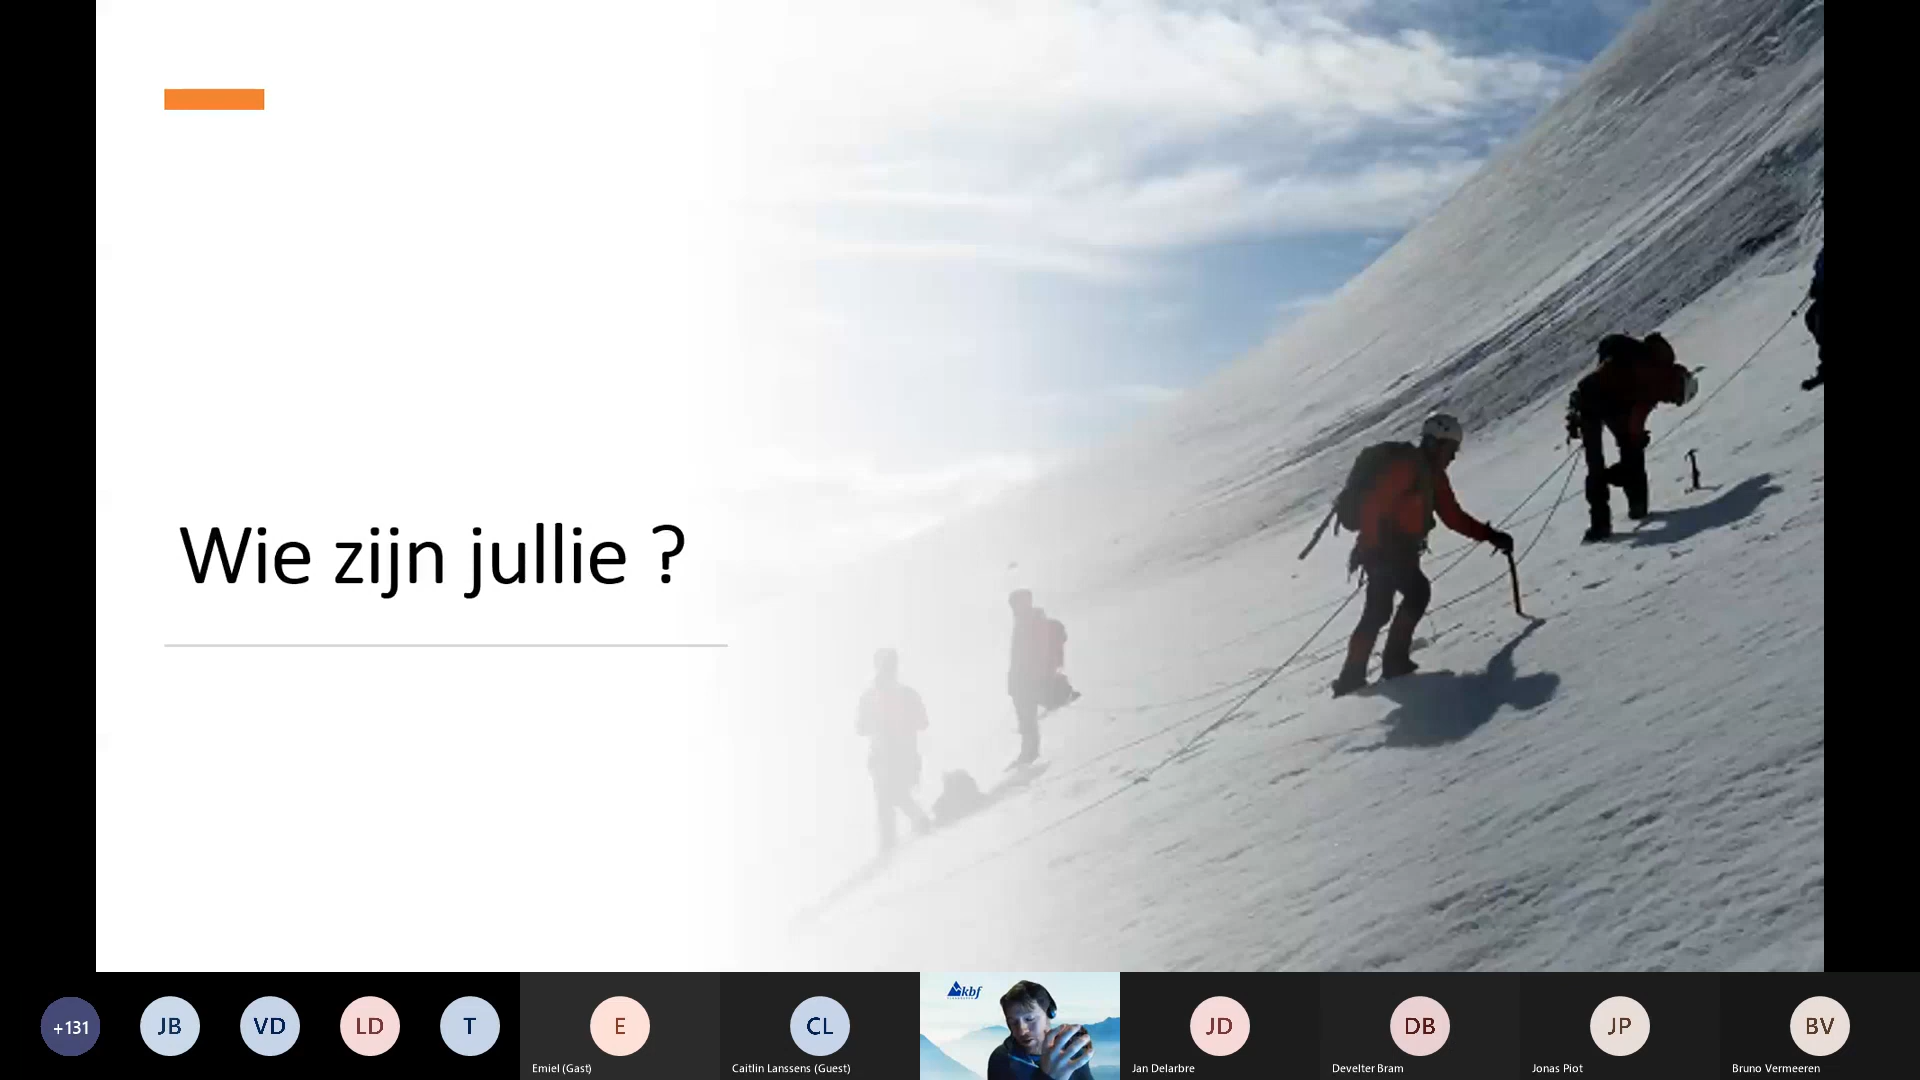 Wie zijn jullie ?
+131
JB
VD
LD
T
E
CL
kbf
JD
DB
JP
BV
Emiel (Gast)
Caitlin Lanssens (Guest)
Jan Delarbre
Develter Bram
Jonas Piot
Bruno Vermeeren